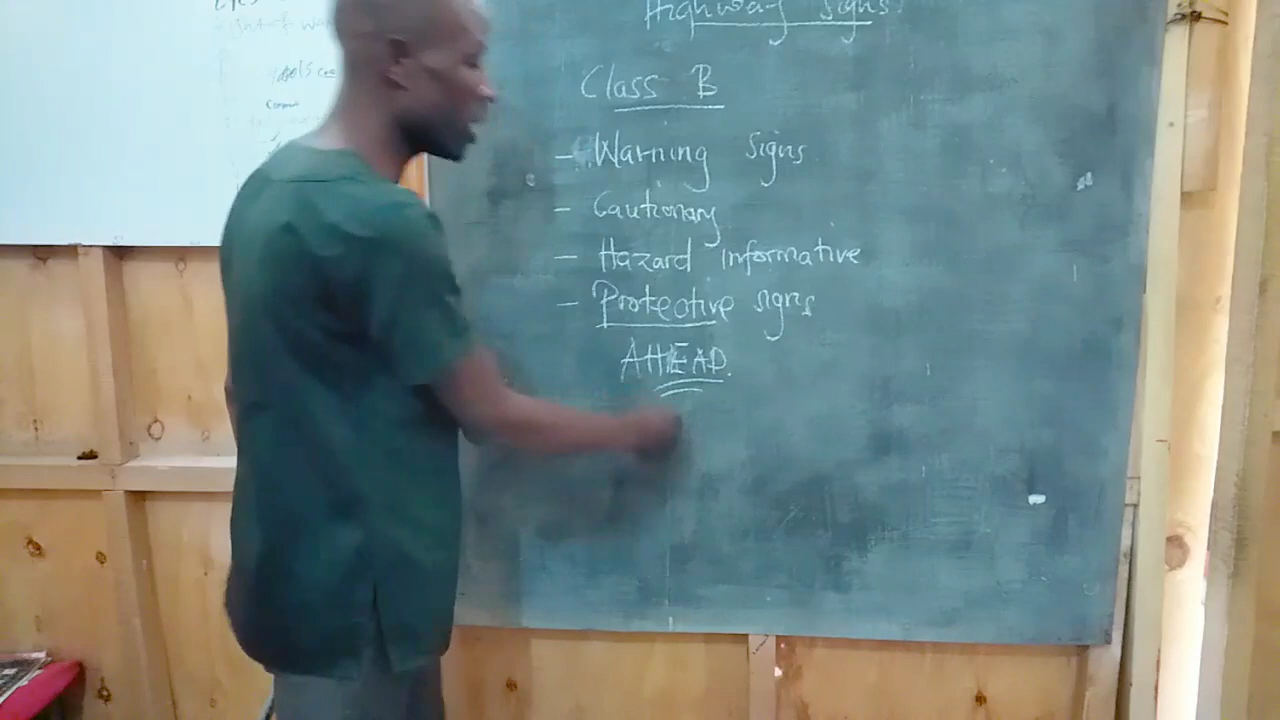 Highway Signs
Class B
- Warning Signs
- Cautionary
- Hazard informative
- Protective signs
AHEAD.